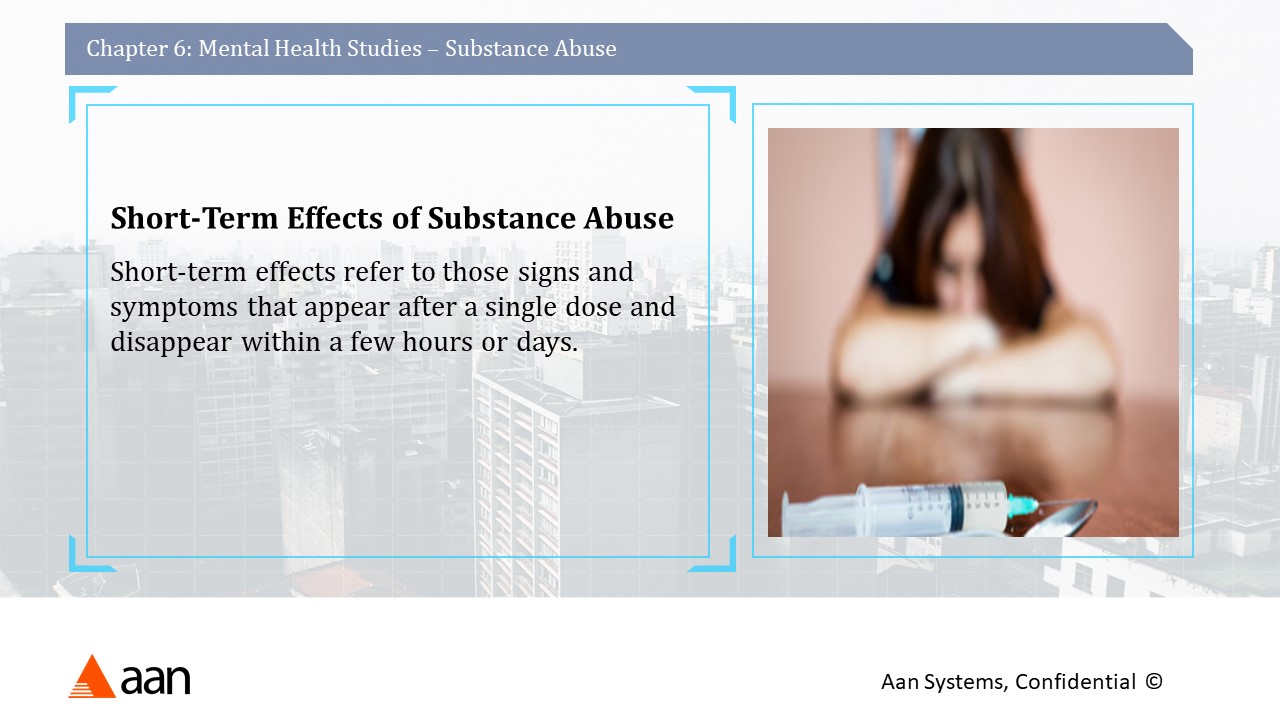 Chapter 6: Mental Health Studies – Substance Abuse
Short-Term Effects of Substance Abuse
Short-term effects refer to those signs and
symptoms that appear after a single dose and
disappear within a few hours or days.
aan
Aan Systems, Confidential ©